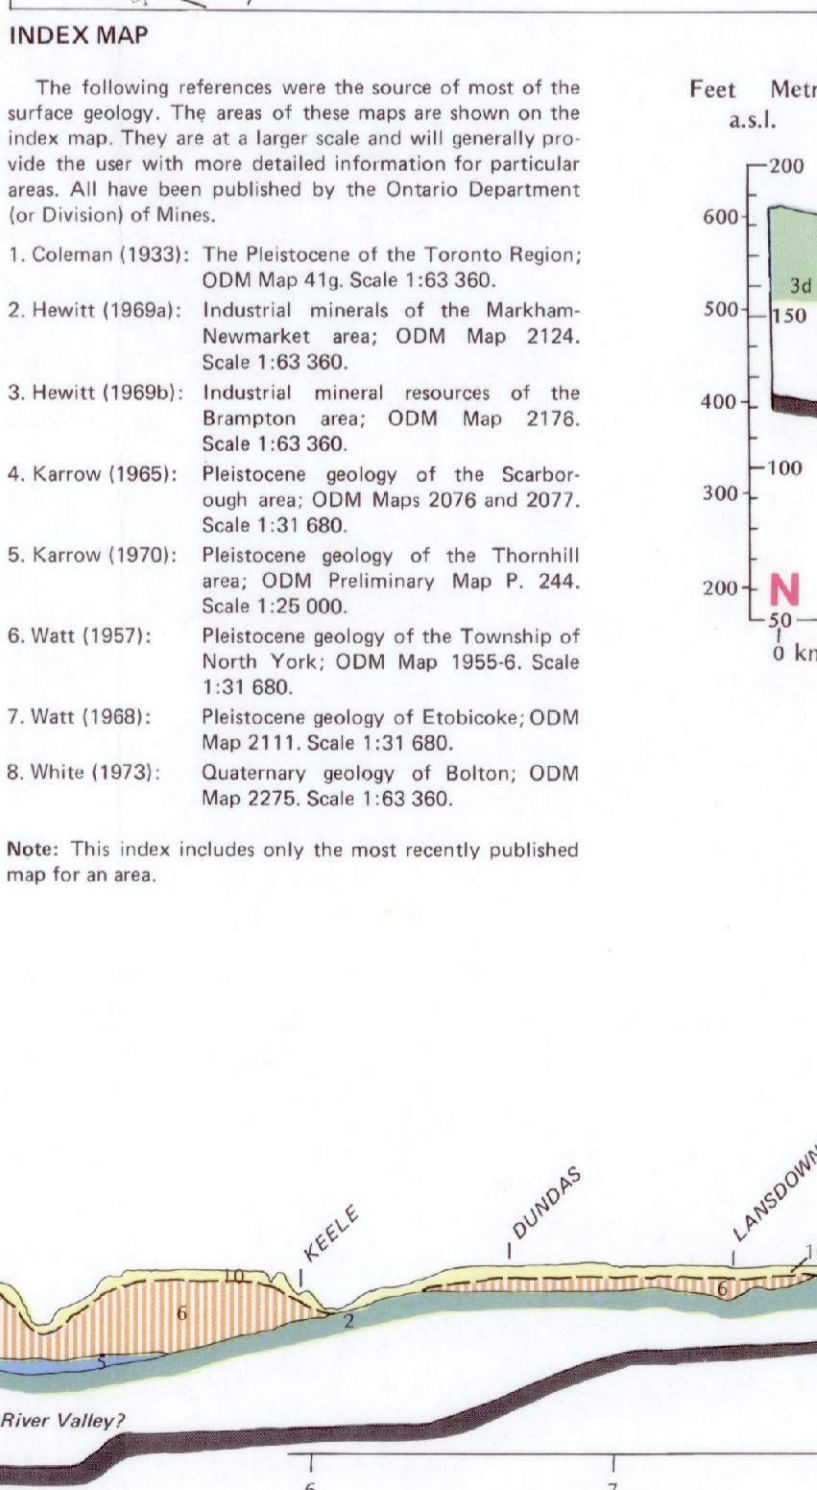 INDEX MAP
The following references were the source of most of the
surface geology. The areas of these maps are shown on the
index map. They are at a larger scale and will generally pro-
vide the user with more detailed information for particular
areas. All have been published by the Ontario Department
(or Division) of Mines.
1. Coleman (1933): The Pleistocene of the Toronto Region;
ODM Map 41g. Scale 1:63 360.
2. Hewitt (1969a): Industrial minerals of the Markham-
Newmarket area; ODM Map 2124.
Scale 1:63 360.
3. Hewitt (1969b): Industrial mineral resources of the
Brampton area; ODM Map 2176.
Scale 1:63 360.
4. Karrow (1965): Pleistocene geology of the Scarbor-
ough area; ODM Maps 2076 and 2077.
Scale 1:31 680.
5. Karrow (1970): Pleistocene geology of the Thornhill
area; ODM Preliminary Map P. 244.
Scale 1:25 000.
6. Watt (1957): Pleistocene geology of the Township of
North York; ODM Map 1955-6. Scale
1:31 680.
7. Watt (1968): Pleistocene geology of Etobicoke; ODM
Map 2111. Scale 1:31 680.
8. White (1973): Quaternary geology of Bolton; ODM
Map 2275. Scale 1:63 360.
Note: This index includes only the most recently published
map for an area.
Feet Metr
a.s.l.
200
600
3d
500
150
400
100
300
200
N
50
0 km
KEELE
DUNDAS
LANSDOWN
10
6
2
5
6
River Valley?
6
7